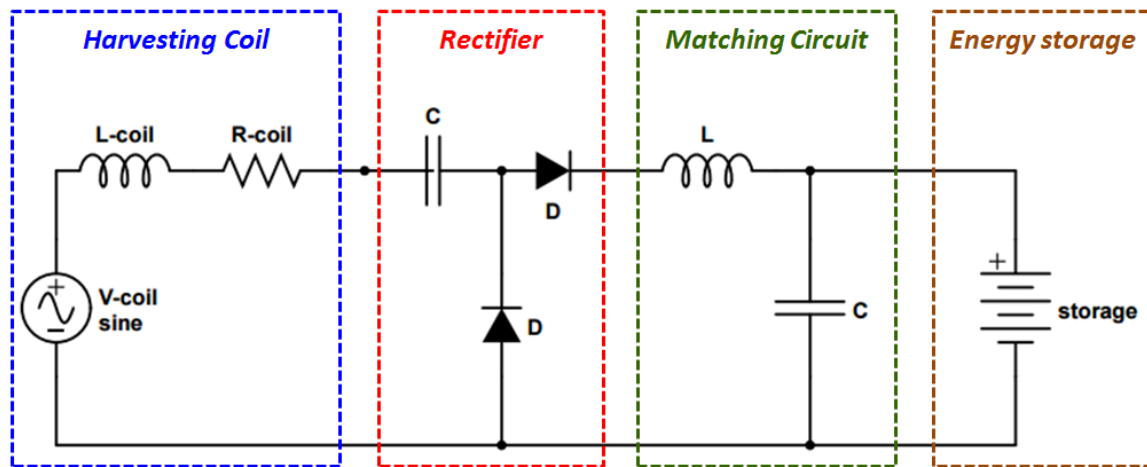 Harvesting Coil
Rectifier
Matching Circuit
Energy storage
L-coil
R-coil
C
D
L
+
V-coil
sine
−
D
C
+
storage